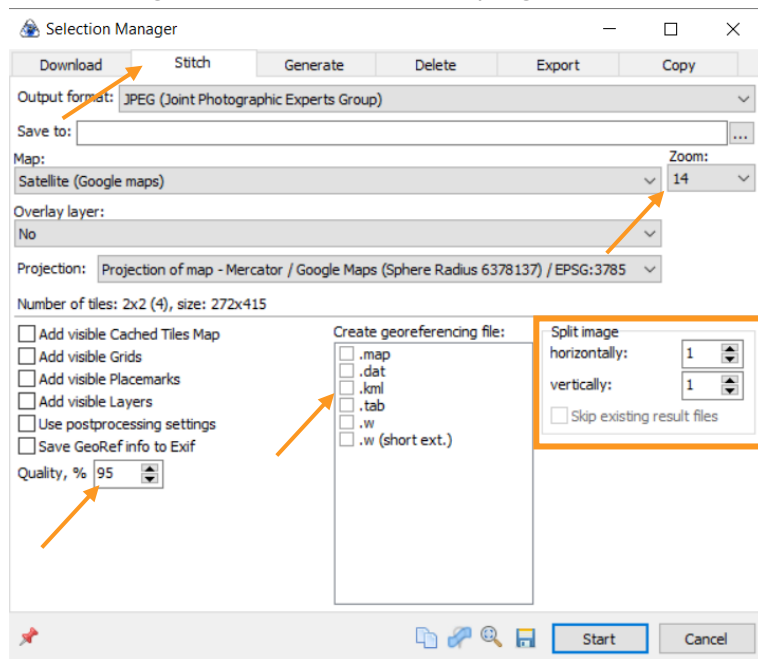 Selection Manager
Download Stitch Generate Delete Export Copy
Output format: JPEG (Joint Photographic Experts Group)
Save to: ...
Map: Zoom:
Satellite (Google maps) 14
Overlay layer:
No
Projection: Projection of map - Mercator / Google Maps (Sphere Radius 6378137) / EPSG:3785
Number of tiles: 2x2 (4), size: 272x415
Add visible Cached Tiles Map
Add visible Grids
Add visible Placemarks
Add visible Layers
Use postprocessing settings
Save GeoRef info to Exif
Quality, % 95
Create georeferencing file:
.map
.dat
.kml
.tab
.w
.w (short ext.)
Split image
horizontally: 1
vertically: 1
Skip existing result files
Start Cancel